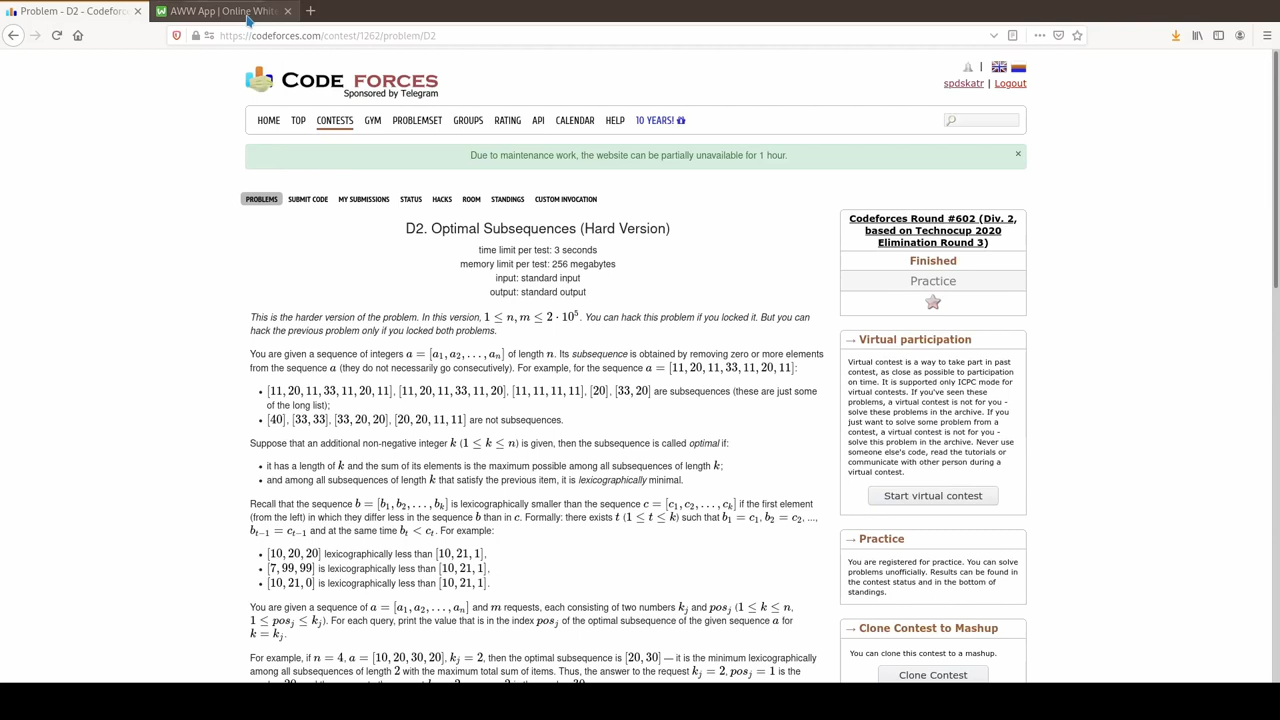 Problem - D2 - Codeforc
AWW App | Online Whit
https://codeforces.com/contest/1262/problem/D2
CODE FORCES
Sponsored by Telegram
spdskatr | Logout
HOME TOP CONTESTS GYM PROBLEMSET GROUPS RATING API CALENDAR HELP 10 YEARS!
Due to maintenance work, the website can be partially unavailable for 1 hour.
PROBLEMS SUBMIT CODE MY SUBMISSIONS STATUS HACKS ROOM STANDINGS CUSTOM INVOCATION
D2. Optimal Subsequences (Hard Version)
time limit per test: 3 seconds
memory limit per test: 256 megabytes
input: standard input
output: standard output
This is the harder version of the problem. In this version, 1 ≤ n, m ≤ 2 · 10⁵. You can hack this problem if you locked it. But you can
hack the previous problem only if you locked both problems.
You are given a sequence of integers a = [a₁, a₂, . . . , aₙ] of length n. Its subsequence is obtained by removing zero or more elements
from the sequence a (they do not necessarily go consecutively). For example, for the sequence a = [11, 20, 11, 33, 11, 20, 11]:
• [11, 20, 11, 33, 11, 20, 11], [11, 20, 11, 33, 11, 20], [11, 11, 11, 11], [20], [33, 20] are subsequences (these are just some
of the long list);
• [40], [33, 33], [33, 20, 20], [20, 20, 11, 11] are not subsequences.
Suppose that an additional non-negative integer k (1 ≤ k ≤ n) is given, then the subsequence is called optimal if:
• it has a length of k and the sum of its elements is the maximum possible among all subsequences of length k;
• and among all subsequences of length k that satisfy the previous item, it is lexicographically minimal.
Recall that the sequence b = [b₁, b₂, . . . , bₖ] is lexicographically smaller than the sequence c = [c₁, c₂, . . . , cₖ] if the first element
(from the left) in which they differ less in the sequence b than in c. Formally: there exists t (1 ≤ t ≤ k) such that b₁ = c₁, b₂ = c₂, ...,
bₜ₋₁ = cₜ₋₁ and at the same time bₜ < cₜ. For example:
• [10, 20, 20] lexicographically less than [10, 21, 1],
• [7, 99, 99] is lexicographically less than [10, 21, 1],
• [10, 21, 0] is lexicographically less than [10, 21, 1].
You are given a sequence of a = [a₁, a₂, . . . , aₙ] and m requests, each consisting of two numbers kⱼ and posⱼ (1 ≤ k ≤ n,
1 ≤ posⱼ ≤ kⱼ). For each query, print the value that is in the index posⱼ of the optimal subsequence of the given sequence a for
k = kⱼ.
For example, if n = 4, a = [10, 20, 30, 20], kⱼ = 2, then the optimal subsequence is [20, 30] — it is the minimum lexicographically
among all subsequences of length 2 with the maximum total sum of items. Thus, the answer to the request kⱼ = 2, posⱼ = 1 is the
Codeforces Round #602 (Div. 2,
based on Technocup 2020
Elimination Round 3)
Finished
Practice
→ Virtual participation
Virtual contest is a way to take part in past
contest, as close as possible to participation
on time. It is supported only ICPC mode for
virtual contests. If you've seen these
problems, a virtual contest is not for you -
solve these problems in the archive. If you
just want to solve some problem from a
contest, a virtual contest is not for you -
solve this problem in the archive. Never use
someone else's code, read the tutorials or
communicate with other person during a
virtual contest.
Start virtual contest
→ Practice
You are registered for practice. You can solve
problems unofficially. Results can be found in
the contest status and in the bottom of
standings.
→ Clone Contest to Mashup
You can clone this contest to a mashup.
Clone Contest